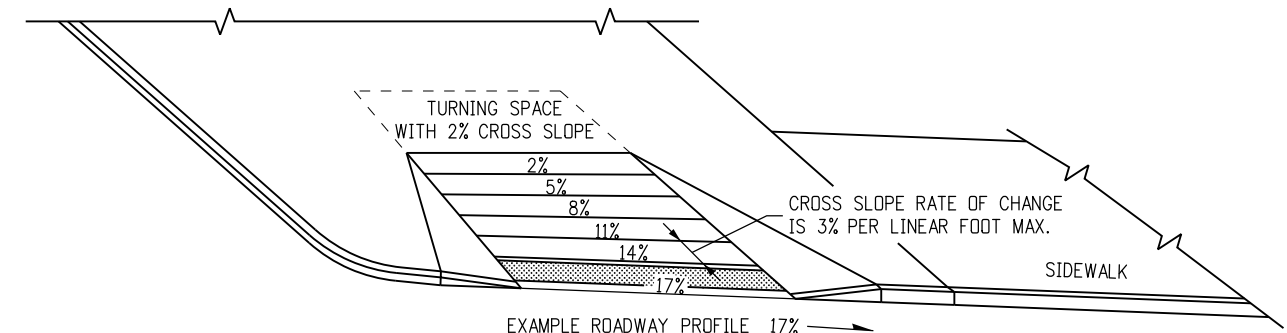 TURNING SPACE
WITH 2% CROSS SLOPE
2%
5%
8%
11%
14%
17%
CROSS SLOPE RATE OF CHANGE
IS 3% PER LINEAR FOOT MAX.
SIDEWALK
EXAMPLE ROADWAY PROFILE 17%